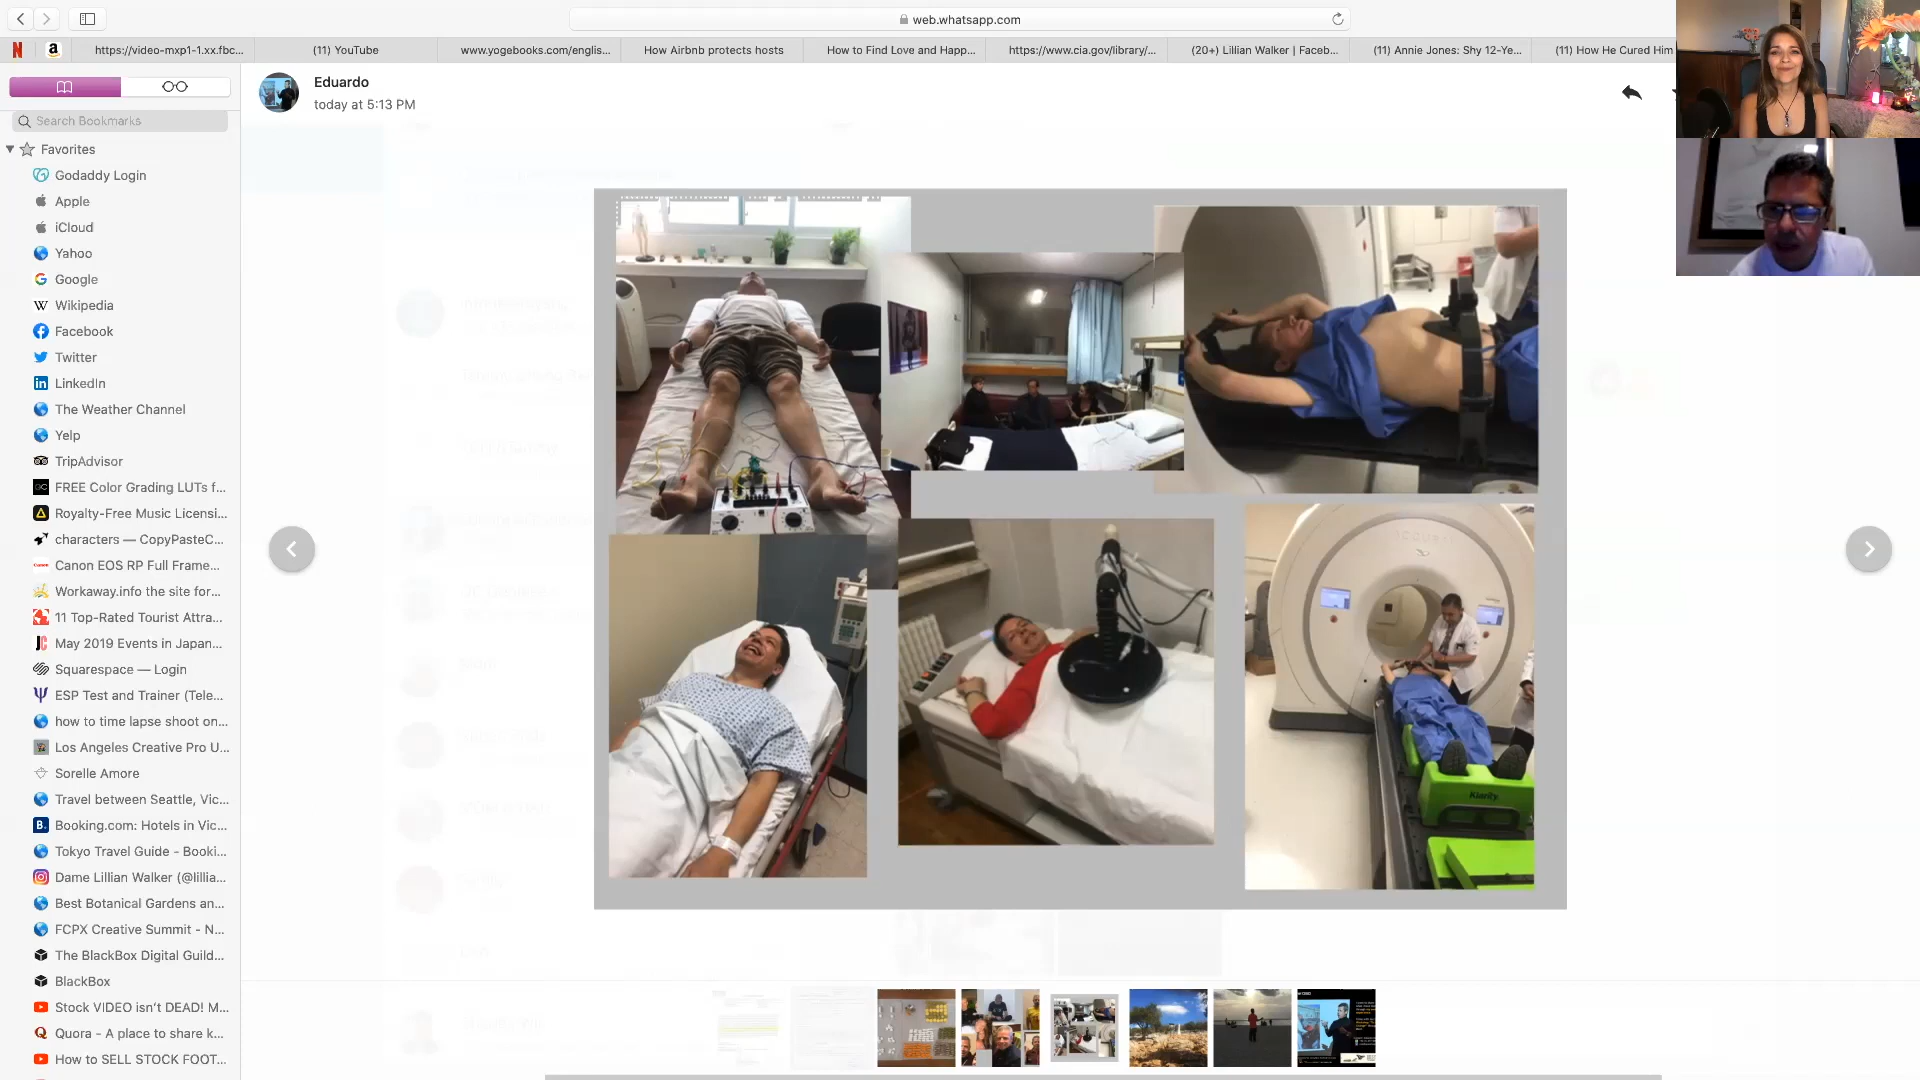 web.whatsapp.com
https://video-mxp1-1.xx.fbc...
(11) YouTube
www.yogebooks.com/englis...
How Airbnb protects hosts
How to Find Love and Happ...
https://www.cia.gov/library/...
(20+) Lillian Walker | Faceb...
(11) Annie Jones: Shy 12-Ye...
(11) How He Cured Him
Eduardo
today at 5:13 PM
Search Bookmarks
Favorites
Godaddy Login
Apple
iCloud
Yahoo
Google
Wikipedia
Facebook
Twitter
LinkedIn
The Weather Channel
Yelp
TripAdvisor
FREE Color Grading LUTs f...
Royalty-Free Music Licensi...
characters — CopyPasteC...
Canon EOS RP Full Frame...
Workaway.info the site for...
11 Top-Rated Tourist Attra...
May 2019 Events in Japan...
Squarespace — Login
ESP Test and Trainer (Tele...
how to time lapse shoot on...
Los Angeles Creative Pro U...
Sorelle Amore
Travel between Seattle, Vic...
Booking.com: Hotels in Vic...
Tokyo Travel Guide - Booki...
Dame Lillian Walker (@lillia...
Best Botanical Gardens an...
FCPX Creative Summit - N...
The BlackBox Digital Guild...
BlackBox
Stock VIDEO isn't DEAD! M...
Quora - A place to share k...
How to SELL STOCK FOOT...
Klarity